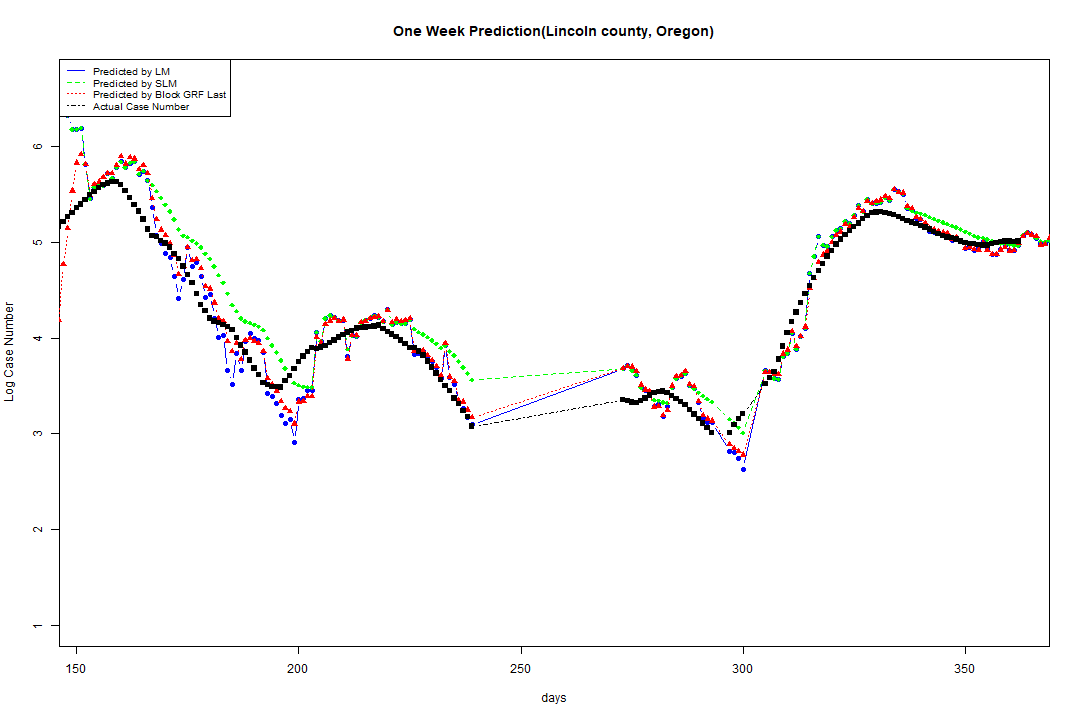 One Week Prediction(Lincoln county, Oregon)
Predicted by LM
Predicted by SLM
Predicted by Block GRF Last
Actual Case Number
6
5
4
3
2
1
Log Case Number
150 200 250 300 350
days